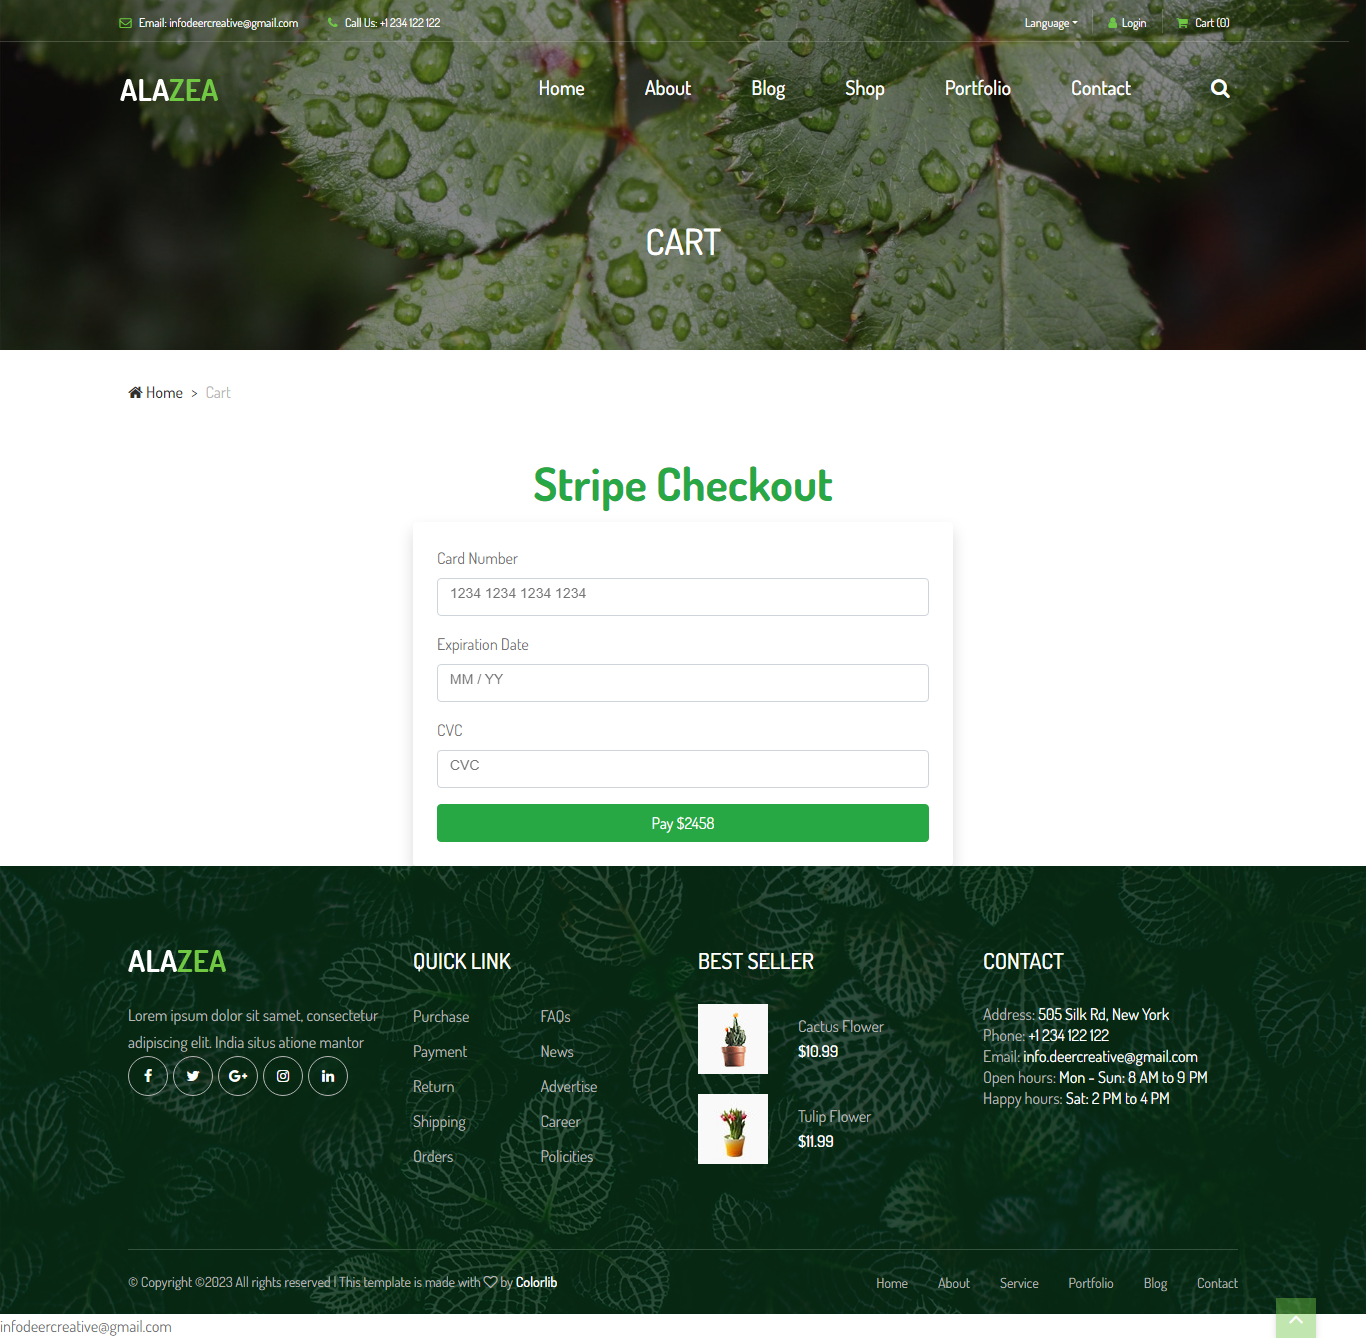 Email: infodeercreative@gmail.com Call Us: +1 234 122 122 Language Login Cart (0)
ALAZEA Home About Blog Shop Portfolio Contact
CART
Home > Cart
Stripe Checkout
Card Number
1234 1234 1234 1234
Expiration Date
MM / YY
CVC
CVC
Pay $2458
ALAZEA
Lorem ipsum dolor sit samet, consectetur
adipiscing elit. India situs atione mantor
QUICK LINK
Purchase
Payment
Return
Shipping
Orders
FAQs
News
Advertise
Career
Policities
BEST SELLER
Cactus Flower
$10.99
Tulip Flower
$11.99
CONTACT
Address: 505 Silk Rd, New York
Phone: +1 234 122 122
Email: info.deercreative@gmail.com
Open hours: Mon - Sun: 8 AM to 9 PM
Happy hours: Sat: 2 PM to 4 PM
© Copyright ©2023 All rights reserved | This template is made with by Colorlib
Home About Service Portfolio Blog Contact
infodeercreative@gmail.com